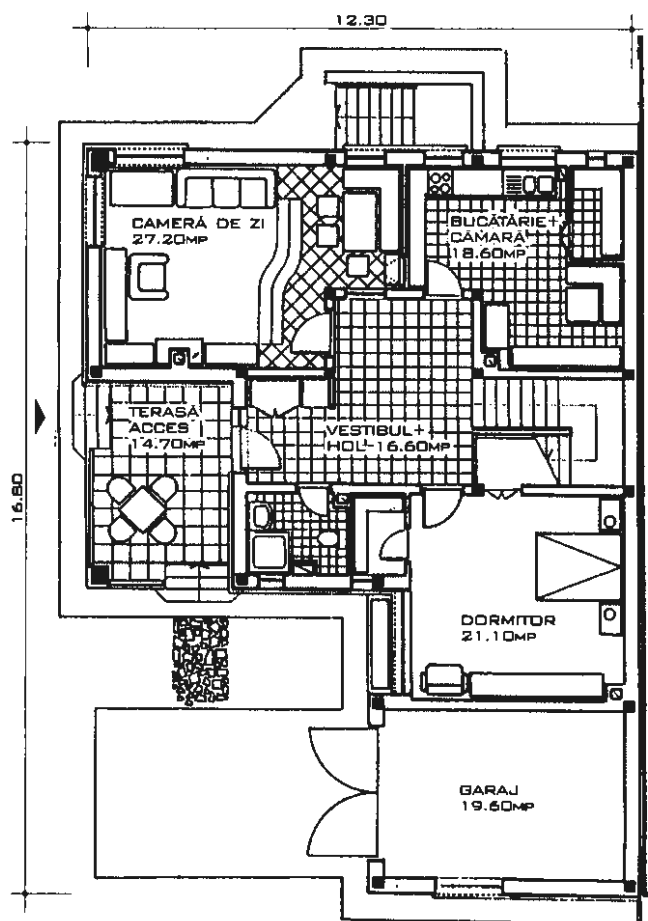 12.30
CAMERĂ DE ZI
27.20MP
BUCĂTĂRIE+
CĂMARĂ
18.60MP
TERASĂ
ACCES
14.70MP
VESTIBUL+
HOL-16.60MP
16.80
DORMITOR
21.10MP
GARAJ
19.60MP